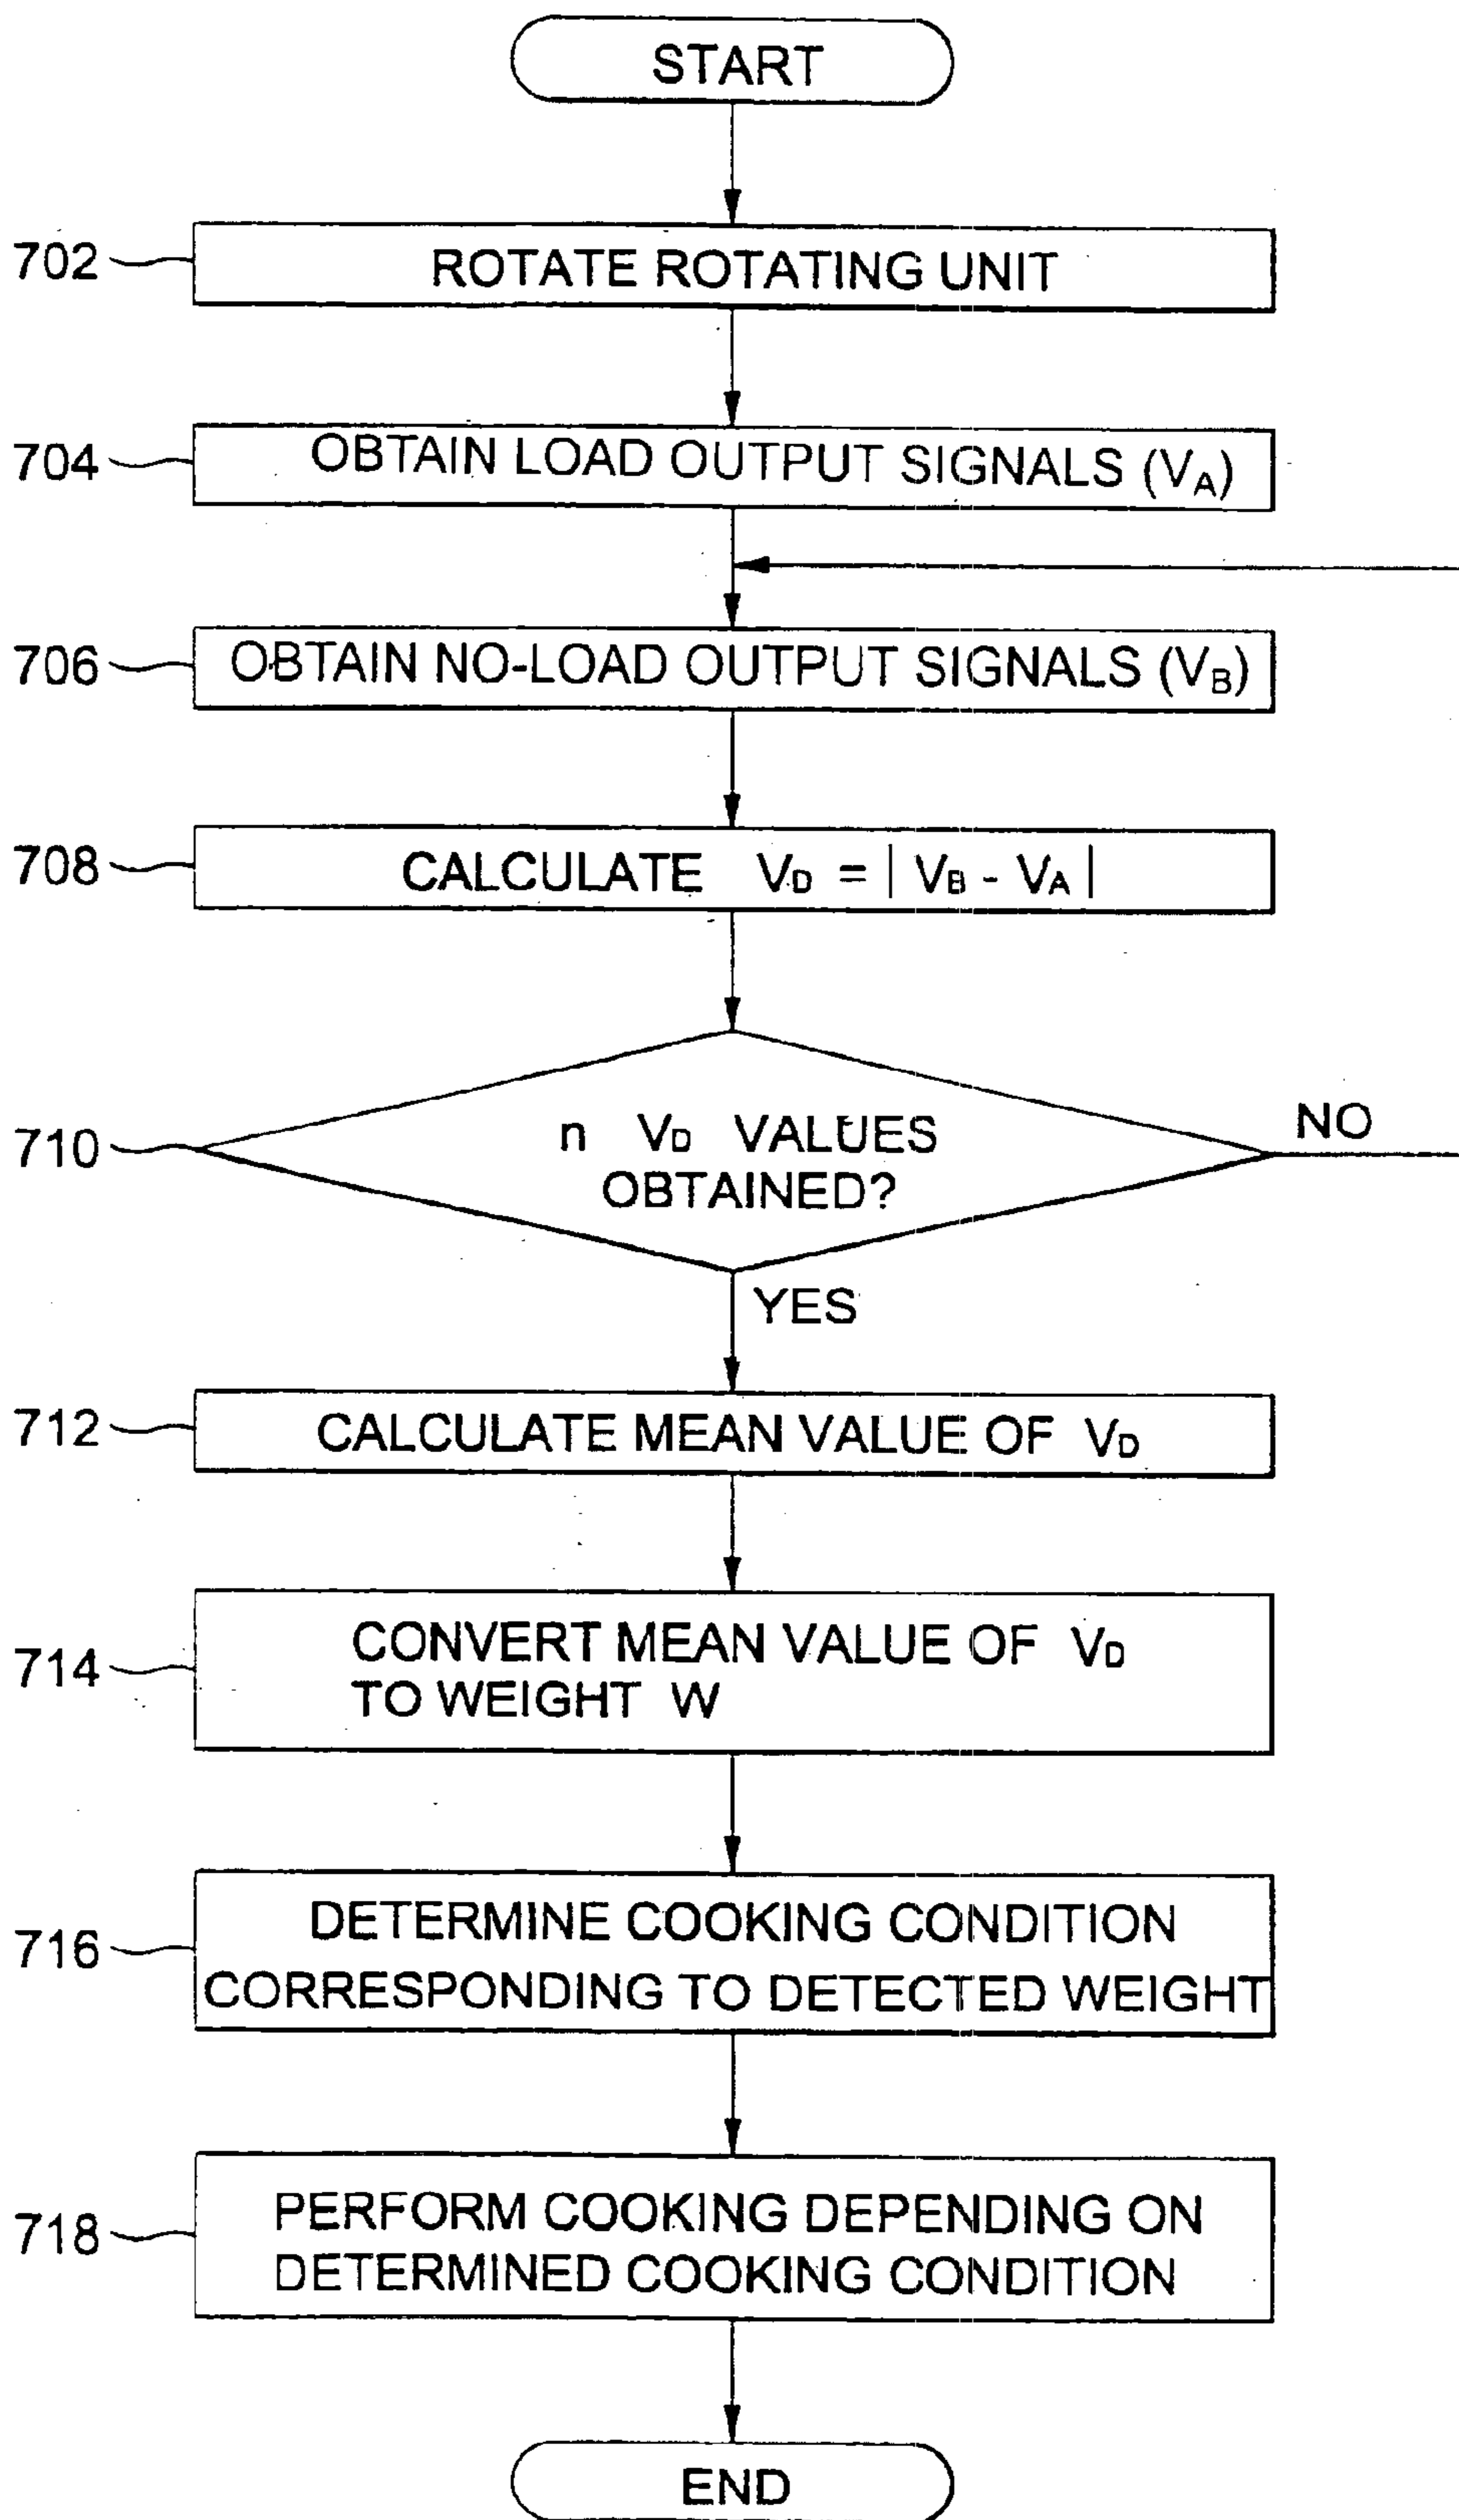 START
702
ROTATE ROTATING UNIT
704
OBTAIN LOAD OUTPUT SIGNALS (VA)
706
OBTAIN NO-LOAD OUTPUT SIGNALS (VB)
708
CALCULATE VD = | VB - VA |
710
n VD VALUES
OBTAINED?
NO
YES
712
CALCULATE MEAN VALUE OF VD
714
CONVERT MEAN VALUE OF VD
TO WEIGHT W
716
DETERMINE COOKING CONDITION
CORRESPONDING TO DETECTED WEIGHT
718
PERFORM COOKING DEPENDING ON
DETERMINED COOKING CONDITION
END